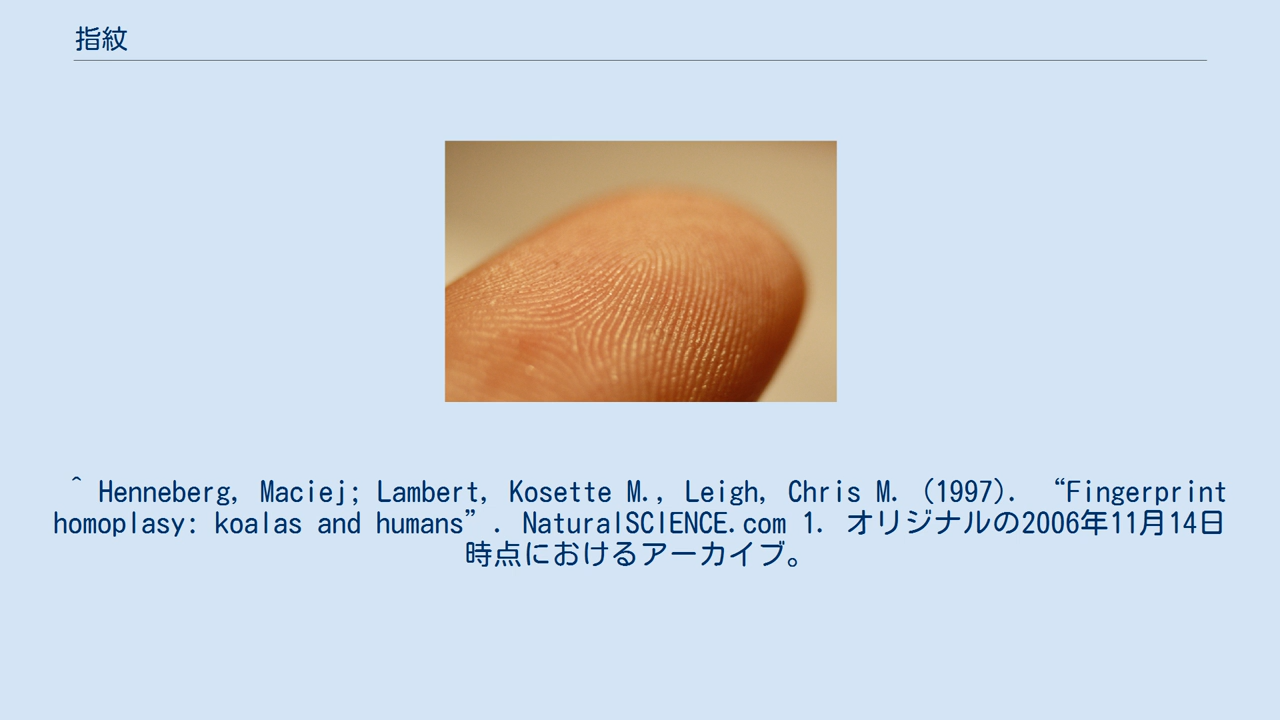 指紋
^ Henneberg, Maciej; Lambert, Kosette M., Leigh, Chris M. (1997). “Fingerprint
homoplasy: koalas and humans”. NaturalSCIENCE.com 1. オリジナルの2006年11月14日
時点におけるアーカイブ。